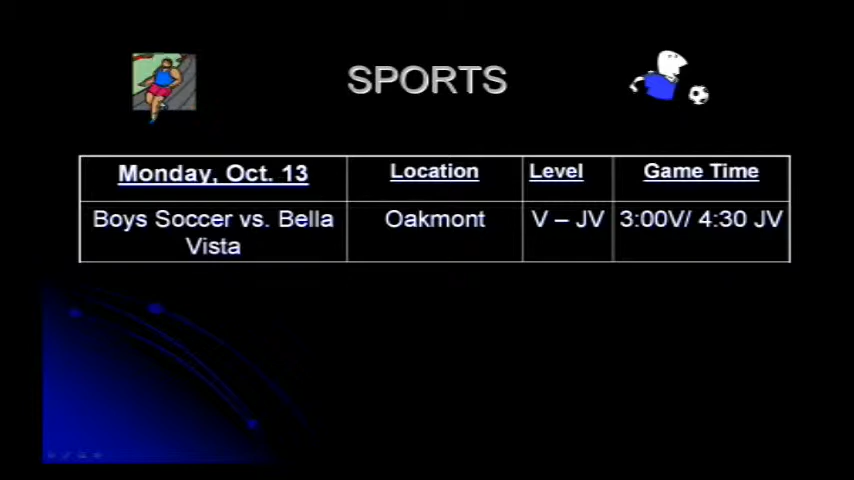 SPORTS
Monday, Oct. 13 Location Level Game Time
Boys Soccer vs. Bella Oakmont V – JV 3:00V/ 4:30 JV
Vista